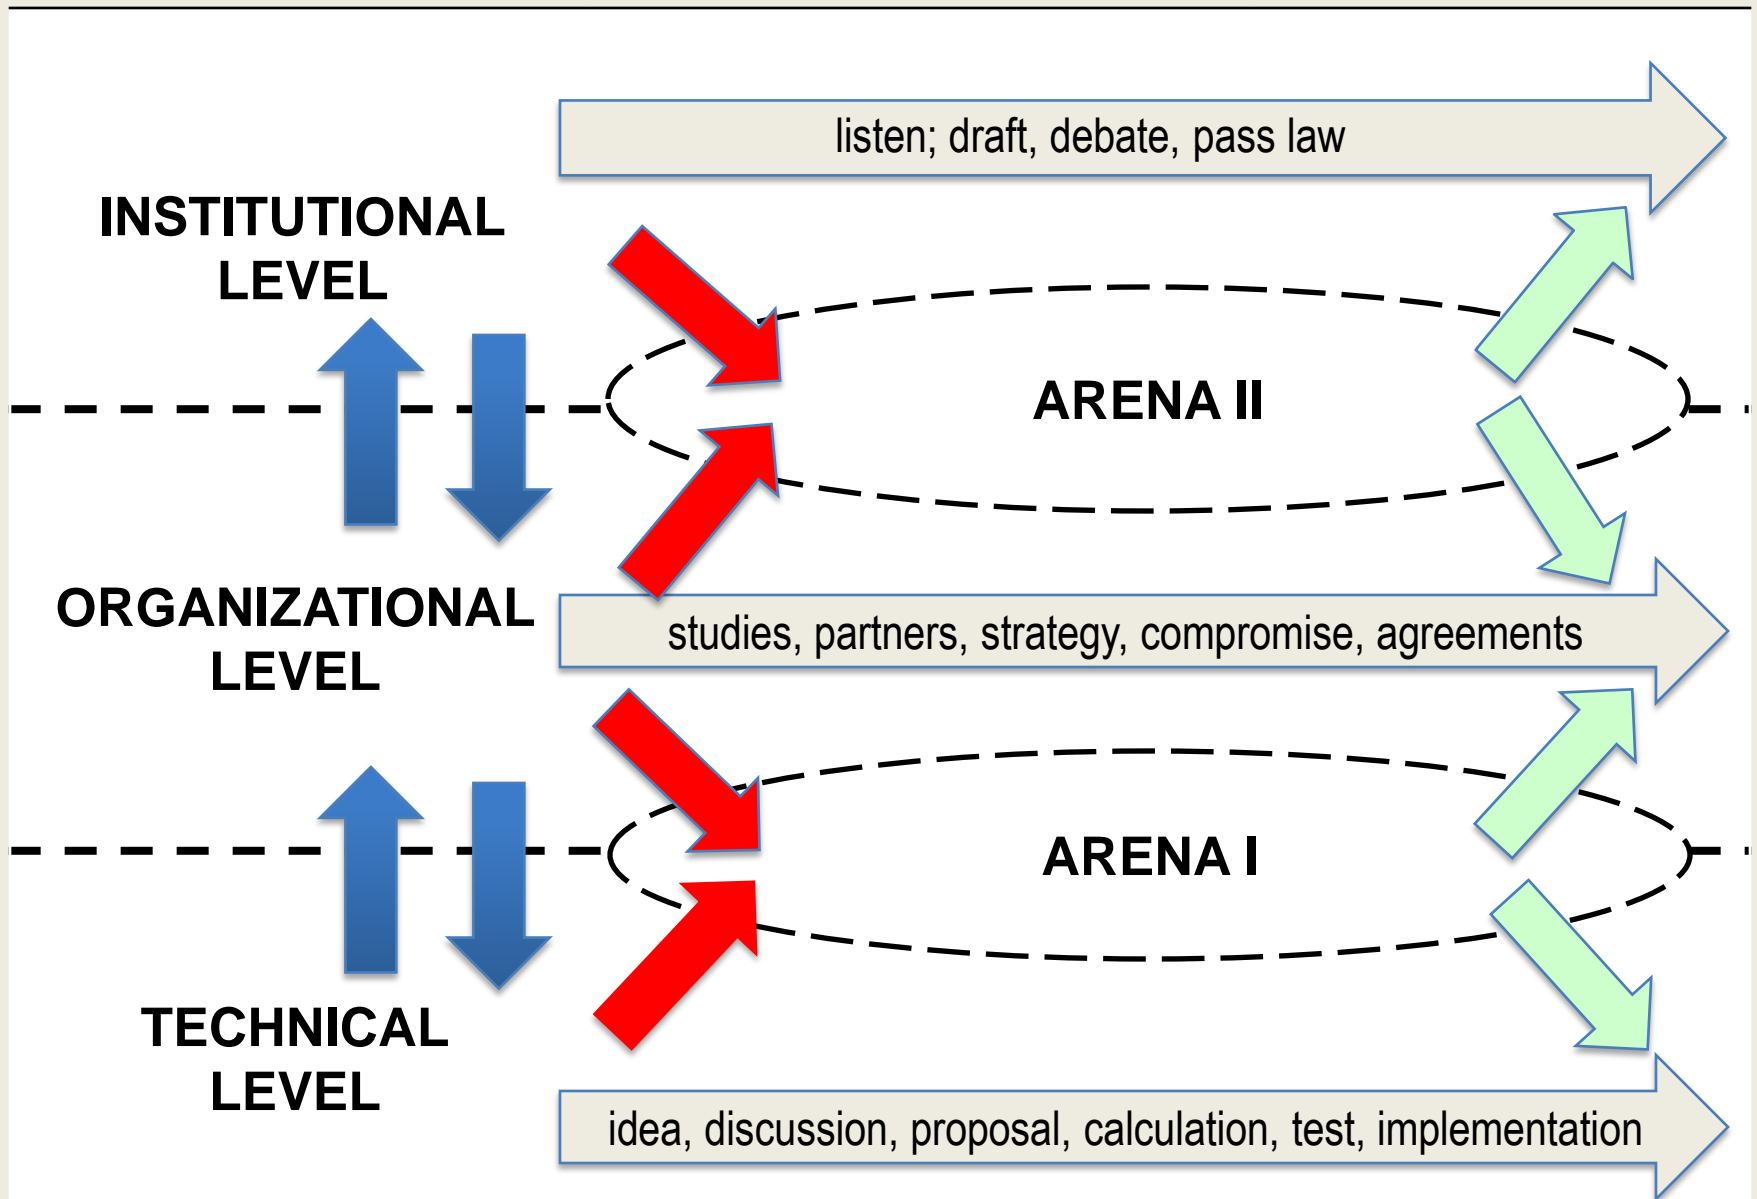 listen; draft, debate, pass law
INSTITUTIONAL
LEVEL
ARENA II
ORGANIZATIONAL
LEVEL
studies, partners, strategy, compromise, agreements
ARENA I
TECHNICAL
LEVEL
idea, discussion, proposal, calculation, test, implementation